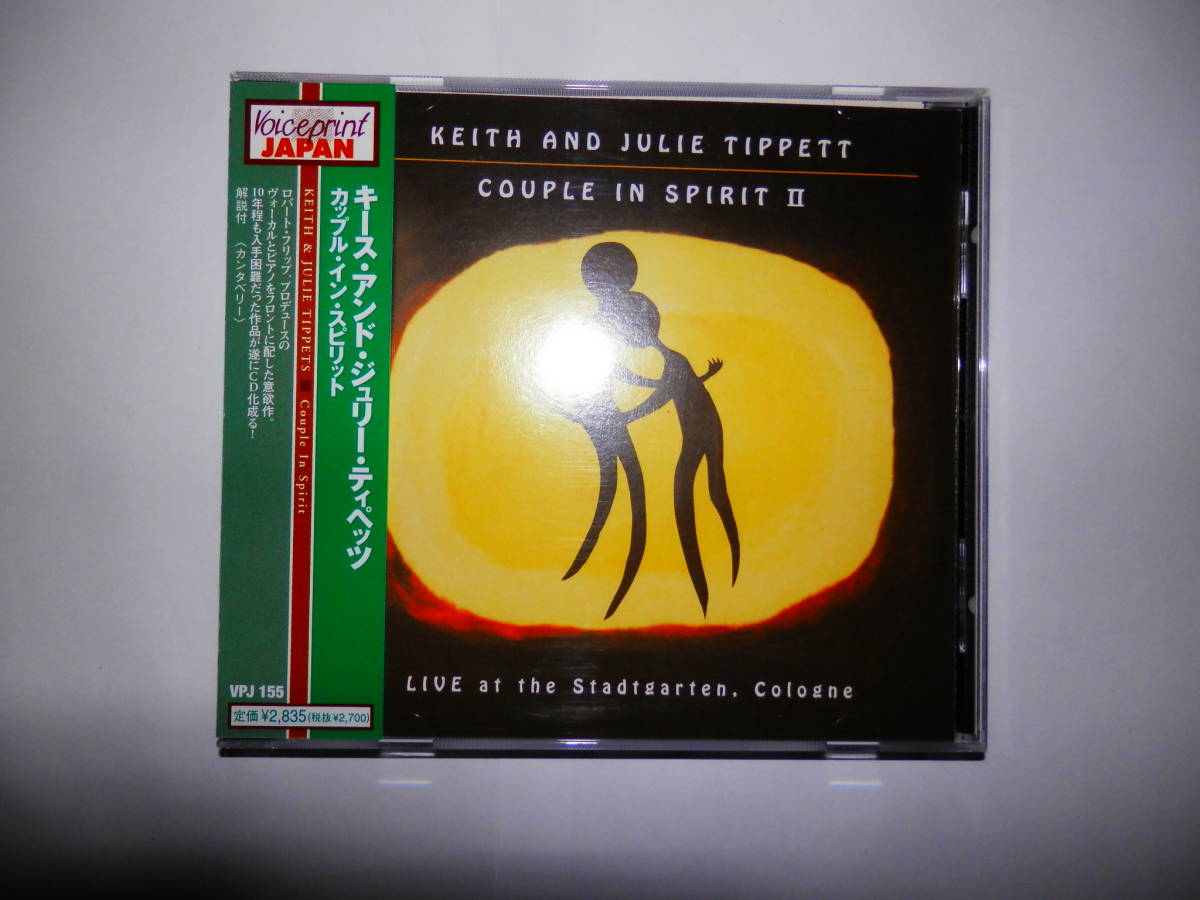 Voiceprint
JAPAN
キース・アンド・ジュリー・ティペッツ
カップル・イン・スピリット
KEITH & JULIE TIPPETS ■ Couple In Spirit
ロバート・フリップ、プロデュースの
ヴォーカルとピアノをフロントに配した意欲作。
10年程も入手困難だった作品が遂にCD化成る!
解説付 〈カンタベリー〉
VPJ 155
定価¥2,835(税抜¥2,700)
KEITH AND JULIE TIPPETT
COUPLE IN SPIRIT II
LIVE at the Stadtgarten, Cologne